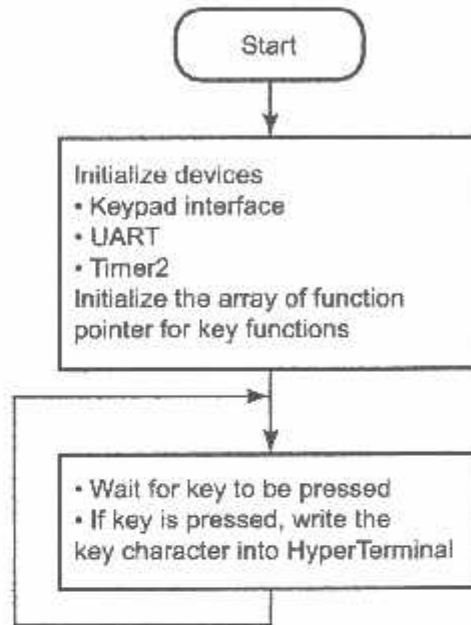 Start
Initialize devices
• Keypad interface
• UART
• Timer2
Initialize the array of function
pointer for key functions
• Wait for key to be pressed
• If key is pressed, write the
key character into HyperTerminal